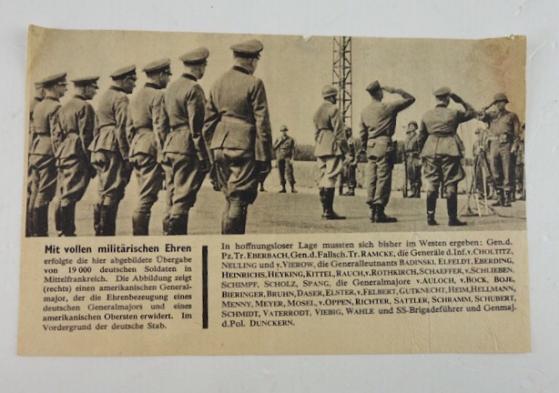 Mit vollen militärischen Ehren
erfolgte die hier abgebildete Übergabe
von 19 000 deutschen Soldaten in
Mittelfrankreich. Die Abbildung zeigt
(rechts) einen amerikanischen General-
major, der die Ehrenbezeugung eines
deutschen Generalmajors und eines
amerikanischen Obersten erwidert. Im
Vordergrund der deutsche Stab.
In hoffnungsloser Lage mussten sich bisher im Westen ergeben: Gen.d.
Pz.Tr. EBERBACH, Gen.d.Fallsch.Tr. RAMCKE, die Generäle d.Inf.v.CHOLTITZ,
NELLING und v.VIEROW, die Generalleutnants BADINSKI, ELFELDT, EBERDING,
HEINRICHS, HEYKING, KITTEL, RAUCH, v.ROTHKIRCH, SCHAEFFER, v.SCHLIEBEN,
SCHIMPF, SCHOLZ, SPANG, die Generalmajore v.AULOCH, v.BOCK, BOJE,
BIERINGER, BRUHN, DASER, ELSTER, v.FELBERT, GUTKNECHT, HEIM, HELLMANN,
MENNY, MEYER, MOSEL, v.OPPEN, RICHTER, SATTLER, SCHRAMM, SCHUBERT,
SCHMIDT, VATERRODT, VIEBIG, WAHLE und SS-Brigadeführer und Genmaj.
d.Pol. DUNCKERN.